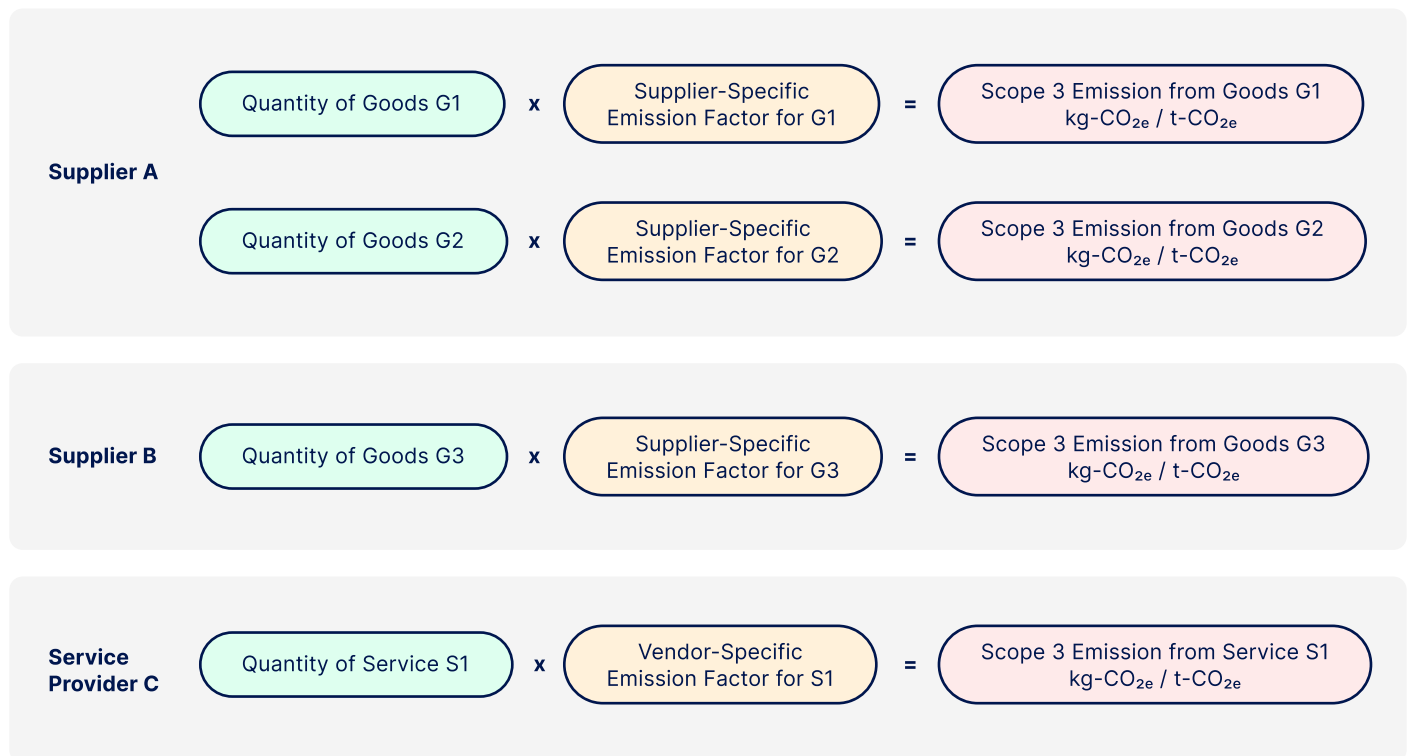 Quantity of Goods G1
x
Supplier-Specific
Emission Factor for G1
=
Scope 3 Emission from Goods G1
kg-CO₂ₑ / t-CO₂ₑ
Supplier A
Quantity of Goods G2
x
Supplier-Specific
Emission Factor for G2
=
Scope 3 Emission from Goods G2
kg-CO₂ₑ / t-CO₂ₑ
Supplier B
Quantity of Goods G3
x
Supplier-Specific
Emission Factor for G3
=
Scope 3 Emission from Goods G3
kg-CO₂ₑ / t-CO₂ₑ
Service
Provider C
Quantity of Service S1
x
Vendor-Specific
Emission Factor for S1
=
Scope 3 Emission from Service S1
kg-CO₂ₑ / t-CO₂ₑ